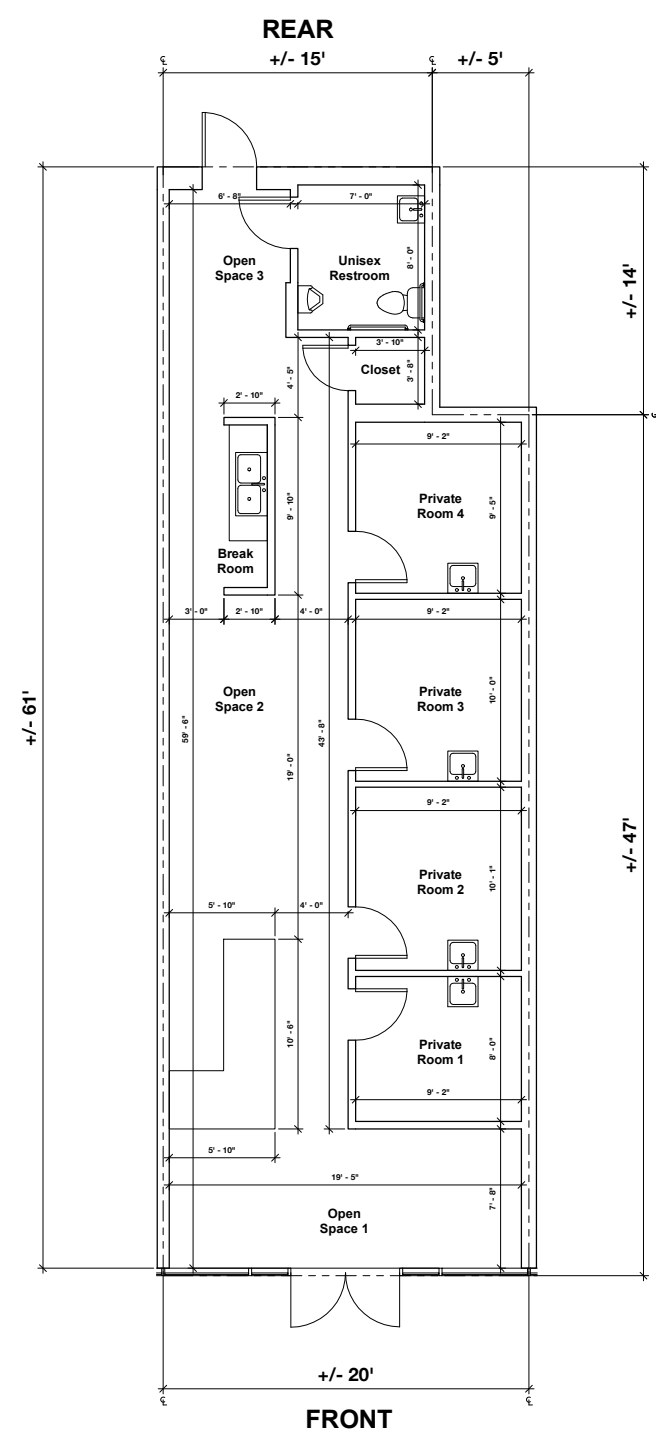 REAR
℄
+/- 15'
℄
+/- 5'
6' - 8"
7' - 0"
Open
Space 3
Unisex
Restroom
8' - 0"
+/- 14'
3' - 10"
Closet
3' - 8"
4' - 5"
2' - 10"
℄
9' - 2"
Private
Room 4
9' - 5"
9' - 10"
Break
Room
3' - 0"
2' - 10"
4' - 0"
9' - 2"
+/- 61'
Open
Space 2
59' - 6"
19' - 0"
43' - 8"
Private
Room 3
10' - 0"
9' - 2"
+/- 47'
Private
Room 2
10' - 1"
5' - 10"
4' - 0"
10' - 6"
Private
Room 1
8' - 0"
9' - 2"
5' - 10"
19' - 5"
7' - 8"
Open
Space 1
+/- 20'
℄
℄
FRONT